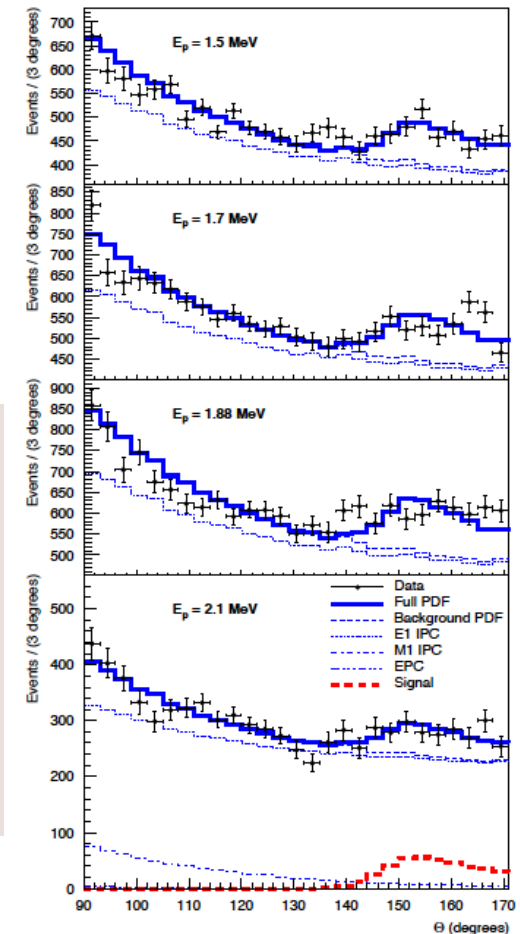 Events / (3 degrees)
700
650
600
550
500
450
400
E_p = 1.5 MeV
Events / (3 degrees)
850
800
750
700
650
600
550
500
450
E_p = 1.7 MeV
Events / (3 degrees)
900
850
800
750
700
650
600
550
500
E_p = 1.88 MeV
Events / (3 degrees)
500
400
300
200
100
0
E_p = 2.1 MeV
Data
Full PDF
Background PDF
E1 IPC
M1 IPC
EPC
Signal
90 100 110 120 130 140 150 160 170
Θ (degrees)